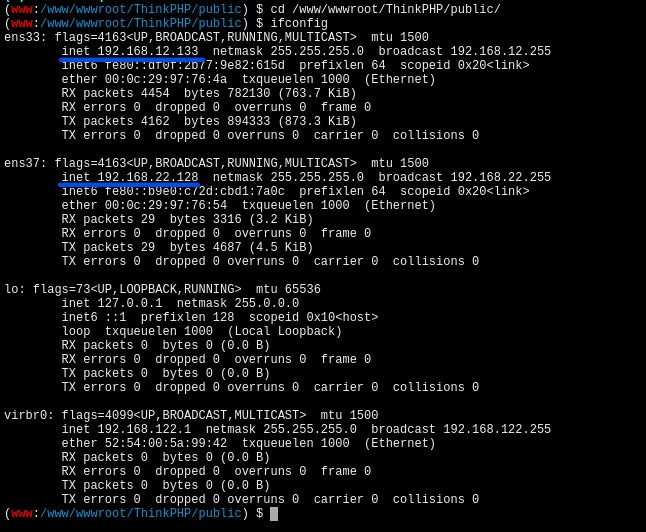 (www:/www/wwwroot/ThinkPHP/public) $ cd /www/wwwroot/ThinkPHP/public/
(www:/www/wwwroot/ThinkPHP/public) $ ifconfig
ens33: flags=4163<UP,BROADCAST,RUNNING,MULTICAST>  mtu 1500
        inet 192.168.12.133  netmask 255.255.255.0  broadcast 192.168.12.255
        inet6 fe80::df0f:2b77:9e82:615d  prefixlen 64  scopeid 0x20<link>
        ether 00:0c:29:97:76:4a  txqueuelen 1000  (Ethernet)
        RX packets 4454  bytes 782130 (763.7 KiB)
        RX errors 0  dropped 0  overruns 0  frame 0
        TX packets 4162  bytes 894333 (873.3 KiB)
        TX errors 0  dropped 0 overruns 0  carrier 0  collisions 0

ens37: flags=4163<UP,BROADCAST,RUNNING,MULTICAST>  mtu 1500
        inet 192.168.22.128  netmask 255.255.255.0  broadcast 192.168.22.255
        inet6 fe80::b9e0:c72d:cbd1:7a0c  prefixlen 64  scopeid 0x20<link>
        ether 00:0c:29:97:76:54  txqueuelen 1000  (Ethernet)
        RX packets 29  bytes 3316 (3.2 KiB)
        RX errors 0  dropped 0  overruns 0  frame 0
        TX packets 29  bytes 4687 (4.5 KiB)
        TX errors 0  dropped 0 overruns 0  carrier 0  collisions 0

lo: flags=73<UP,LOOPBACK,RUNNING>  mtu 65536
        inet 127.0.0.1  netmask 255.0.0.0
        inet6 ::1  prefixlen 128  scopeid 0x10<host>
        loop  txqueuelen 1000  (Local Loopback)
        RX packets 0  bytes 0 (0.0 B)
        RX errors 0  dropped 0  overruns 0  frame 0
        TX packets 0  bytes 0 (0.0 B)
        TX errors 0  dropped 0 overruns 0  carrier 0  collisions 0

virbr0: flags=4099<UP,BROADCAST,MULTICAST>  mtu 1500
        inet 192.168.122.1  netmask 255.255.255.0  broadcast 192.168.122.255
        ether 52:54:00:5a:99:42  txqueuelen 1000  (Ethernet)
        RX packets 0  bytes 0 (0.0 B)
        RX errors 0  dropped 0  overruns 0  frame 0
        TX packets 0  bytes 0 (0.0 B)
        TX errors 0  dropped 0 overruns 0  carrier 0  collisions 0
(www:/www/wwwroot/ThinkPHP/public) $